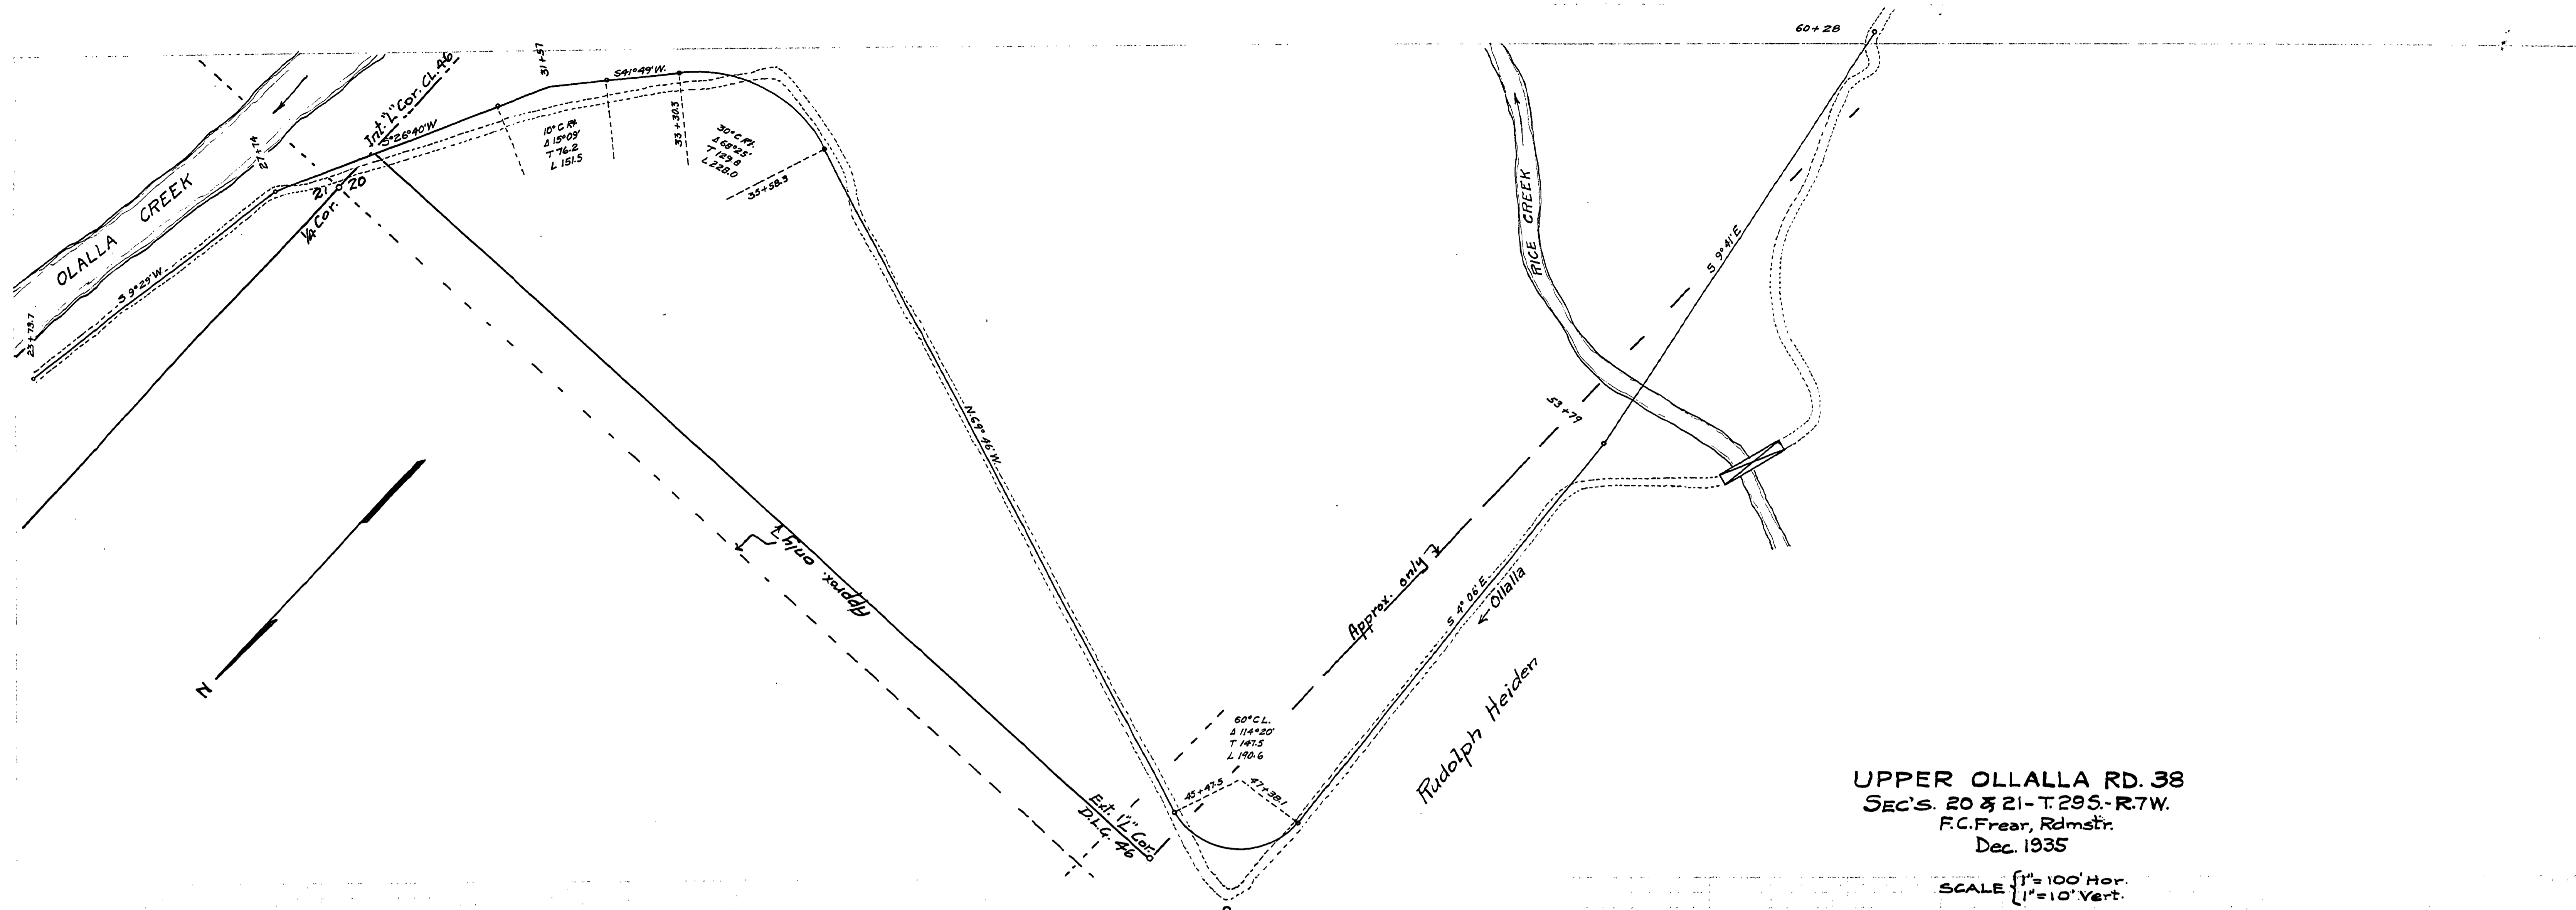 60+28
31+57
S41°49'W.
Int. "L" Cor. CL. 46
S°26°40'W
27+74
10°C Rt.
Δ 15°09'
T 76.2
L 151.5
33+30.3
30°C Rt.
Δ 68°25'
T 129.8
L 228.0
35+58.3
OLALLA CREEK
21
20
1/4 Cor.
S 9°29' W.
23+73.7
RICE CREEK
S 9° 41' E
N.69° 46' W.
53+79
N
Approx. only
Approx. only
S 4° 06' E
← Ollalla
Rudolph Heiden
60°C L.
Δ 114°20'
T 147.5
L 190.6
45+47.5
47+38.1
Ext. "L" Cor.
D.L.C. 46
UPPER OLLALLA RD. 38
SEC'S. 20 & 21-T.29S.-R.7W.
F.C.Frear, Rdmstr.
Dec. 1935
SCALE {1"=100' Hor.
1"=10' Vert.